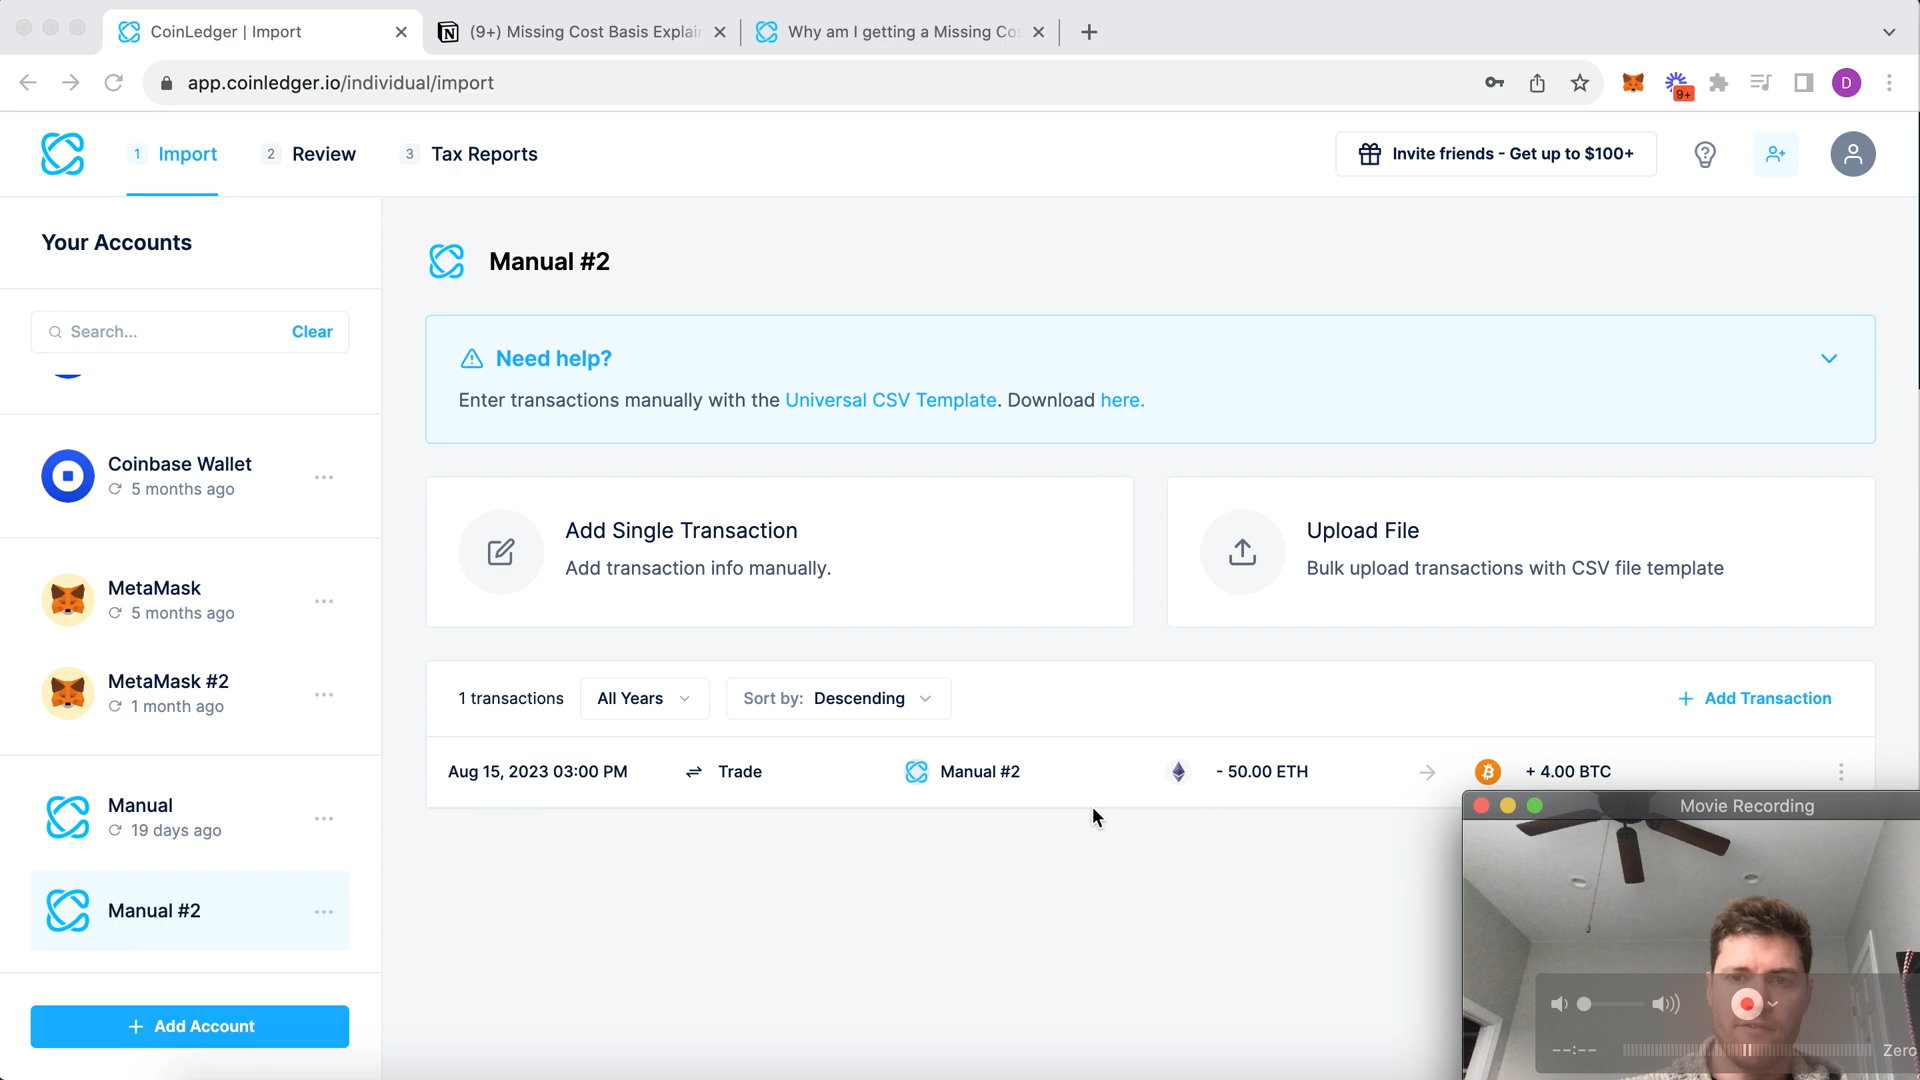 CoinLedger | Import
(9+) Missing Cost Basis Explai
Why am I getting a Missing Co
app.coinledger.io/individual/import
9+
D
1 Import
2 Review
3 Tax Reports
Invite friends - Get up to $100+
Your Accounts
Search...
Clear
Coinbase Wallet
5 months ago
MetaMask
5 months ago
MetaMask #2
1 month ago
Manual
19 days ago
Manual #2
+ Add Account
Manual #2
Need help?
Enter transactions manually with the Universal CSV Template. Download here.
Add Single Transaction
Add transaction info manually.
Upload File
Bulk upload transactions with CSV file template
1 transactions
All Years
Sort by: Descending
+ Add Transaction
Aug 15, 2023 03:00 PM
Trade
Manual #2
- 50.00 ETH
+ 4.00 BTC
Movie Recording
--:--
Zero